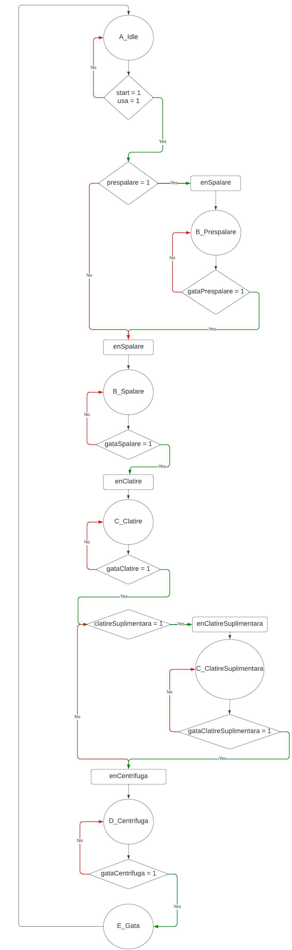 A_Idle
No
start = 1
usa = 1
Yes
prespalare = 1
Yes
enSpalare
B_Prespalare
No
No
gataPrespalare = 1
Yes
enSpalare
B_Spalare
No
gataSpalare = 1
Yes
enClatire
C_Clatire
No
gataClatire = 1
Yes
clatireSuplimentara = 1
Yes
enClatireSuplimentara
C_ClatireSuplimentara
No
No
gataClatireSuplimentara = 1
Yes
enCentrifuga
D_Centrifuga
No
gataCentrifuga = 1
Yes
E_Gata